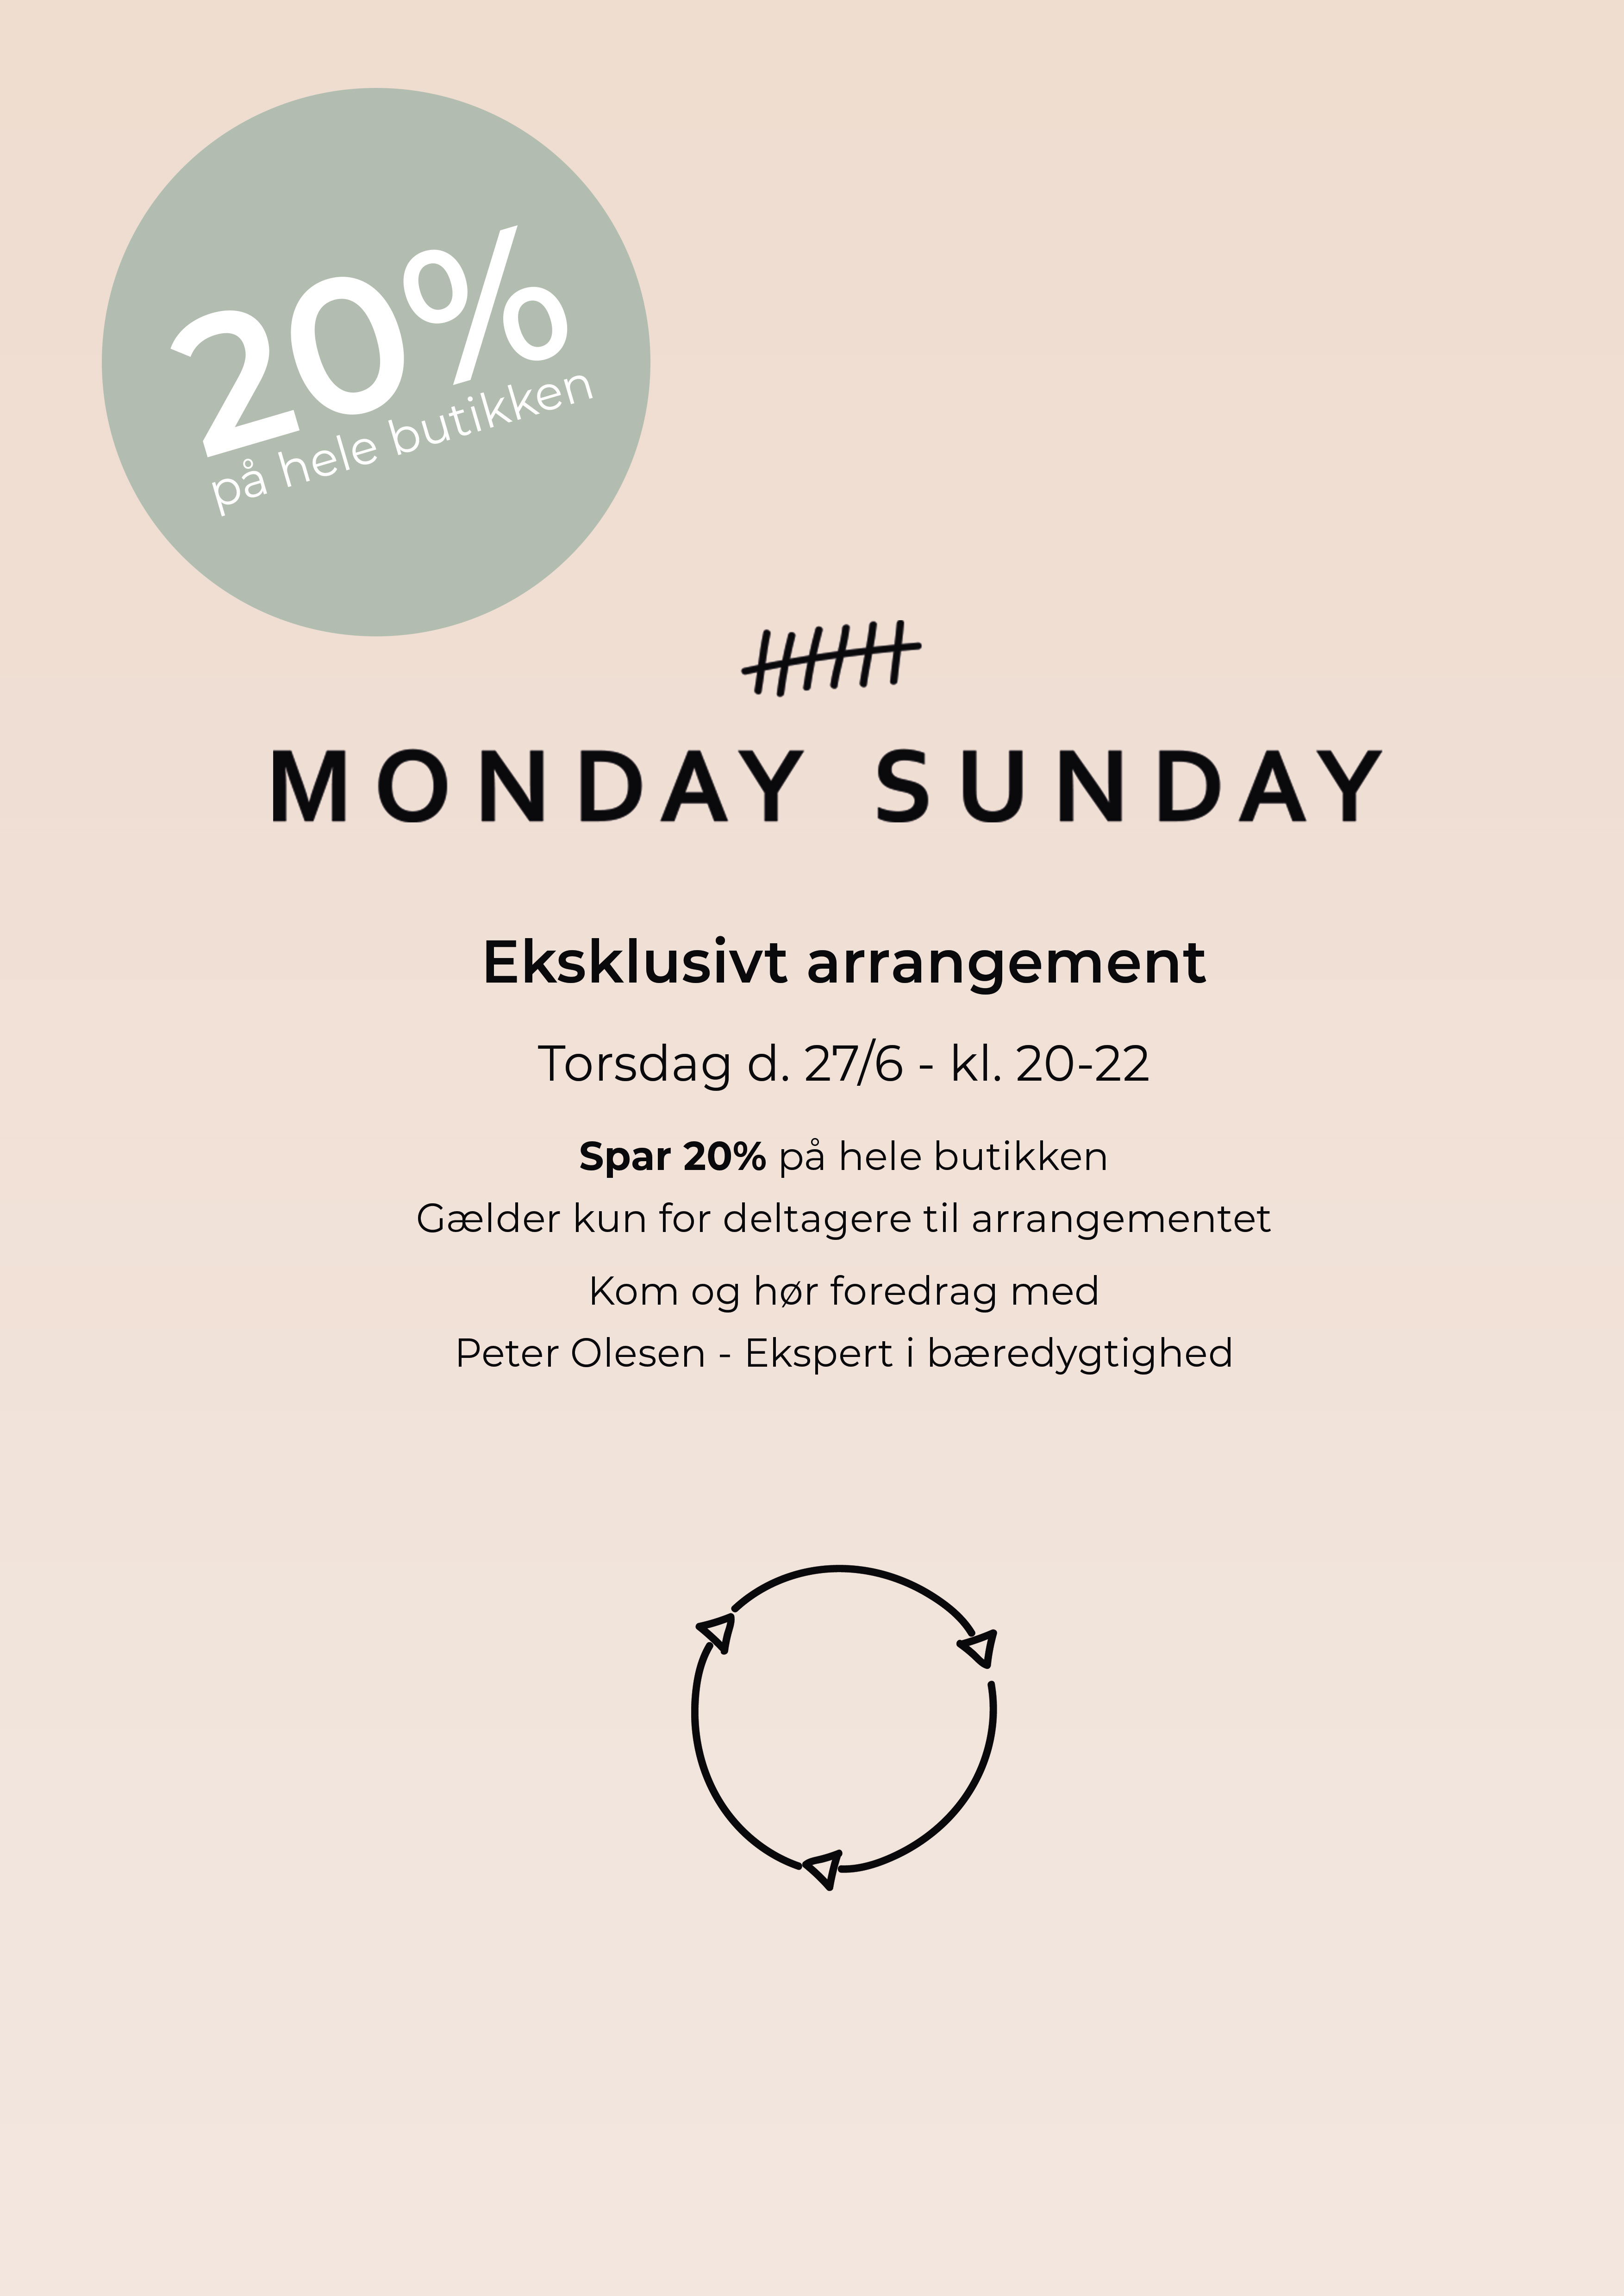 20%
på hele butikken
MONDAY SUNDAY
Eksklusivt arrangement
Torsdag d. 27/6 - kl. 20-22
Spar 20% på hele butikken
Gælder kun for deltagere til arrangementet
Kom og hør foredrag med
Peter Olesen - Ekspert i bæredygtighed